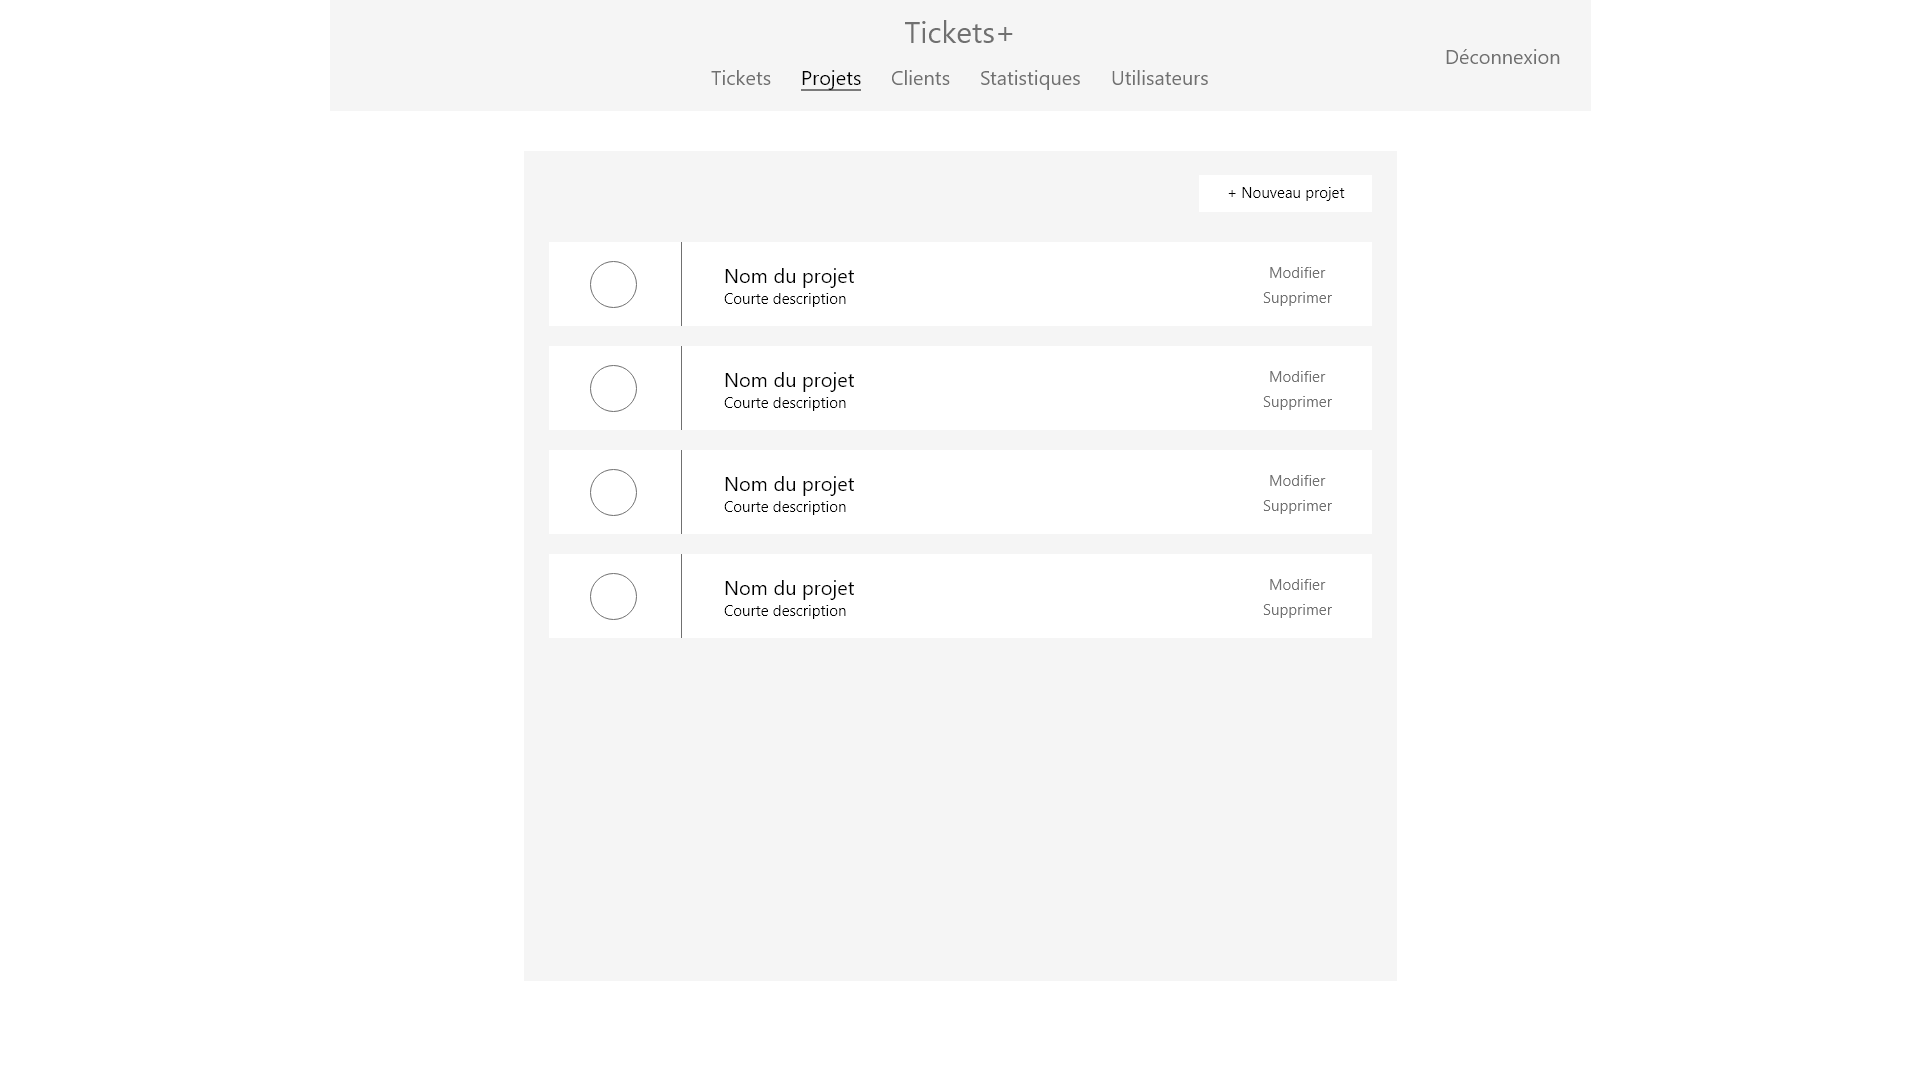 Tickets+
Déconnexion
Tickets Projets Clients Statistiques Utilisateurs
+ Nouveau projet
Nom du projet
Courte description
Modifier
Supprimer
Nom du projet
Courte description
Modifier
Supprimer
Nom du projet
Courte description
Modifier
Supprimer
Nom du projet
Courte description
Modifier
Supprimer